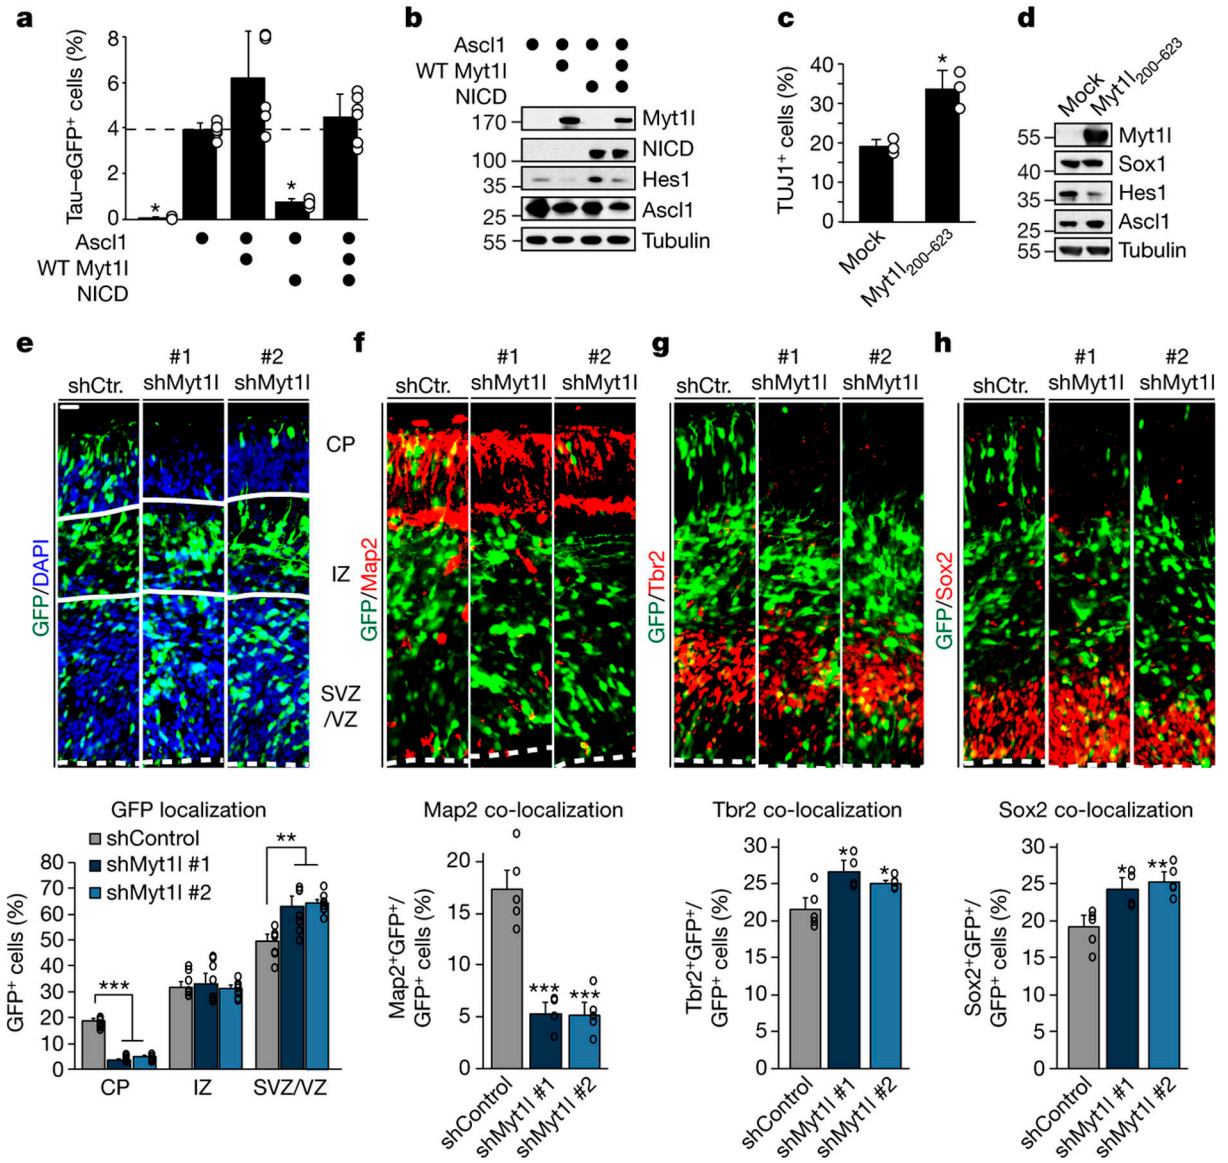 a
Tau–eGFP+ cells (%)
8
6
4
2
0
*
*
Ascl1
WT Myt1l
NICD
b
Ascl1
WT Myt1l
NICD
170
Myt1l
100
NICD
35
Hes1
25
Ascl1
55
Tubulin
c
TUJ1+ cells (%)
40
30
20
10
0
*
Mock
Myt1l200–623
d
Mock
Myt1l200–623
55
Myt1l
40
Sox1
35
Hes1
25
Ascl1
55
Tubulin
e
#1
#2
shCtr.
shMyt1l
shMyt1l
GFP/DAPI
CP
IZ
SVZ
/VZ
f
#1
#2
shCtr.
shMyt1l
shMyt1l
GFP/Map2
g
#1
#2
shCtr.
shMyt1l
shMyt1l
GFP/Tbr2
h
#1
#2
shCtr.
shMyt1l
shMyt1l
GFP/Sox2
GFP localization
shControl
shMyt1l #1
shMyt1l #2
GFP+ cells (%)
80
70
60
50
40
30
20
10
0
***
**
CP
IZ
SVZ/VZ
Map2 co-localization
Map2+GFP+/
GFP+ cells (%)
20
15
10
5
0
***
***
shControl
shMyt1l #1
shMyt1l #2
Tbr2 co-localization
Tbr2+GFP+/
GFP+ cells (%)
30
25
20
15
10
5
0
*
*
shControl
shMyt1l #1
shMyt1l #2
Sox2 co-localization
Sox2+GFP+/
GFP+ cells (%)
30
25
20
15
10
5
0
*
**
shControl
shMyt1l #1
shMyt1l #2